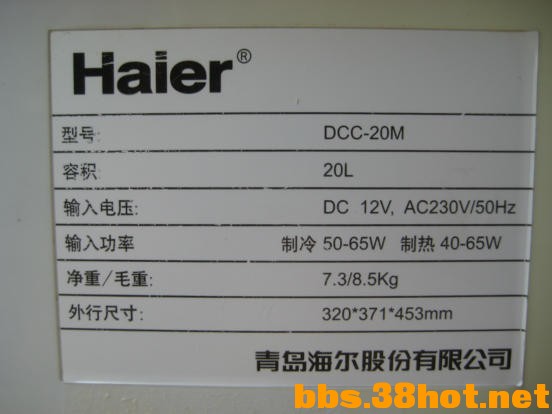 Haier®
型号: DCC-20M
容积: 20L
输入电压: DC 12V, AC230V/50Hz
输入功率 制冷 50-65W 制热 40-65W
净重/毛重: 7.3/8.5Kg
外行尺寸: 320*371*453mm
青岛海尔股份有限公司
bbs.38hot.net